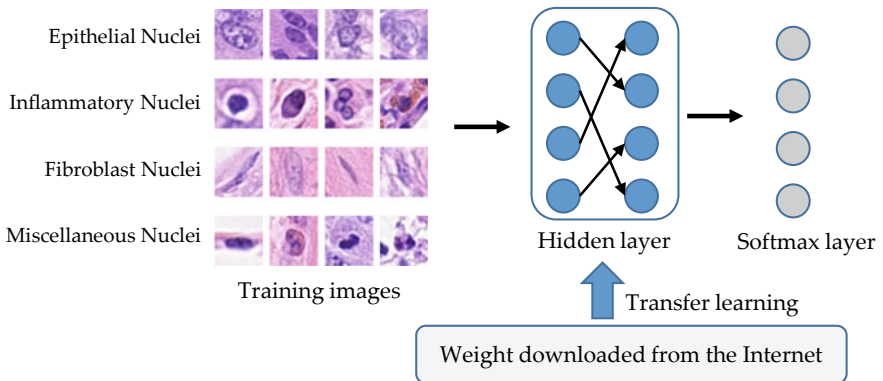 Epithelial Nuclei
Inflammatory Nuclei
Fibroblast Nuclei
Miscellaneous Nuclei
Training images
Hidden layer
Softmax layer
Transfer learning
Weight downloaded from the Internet